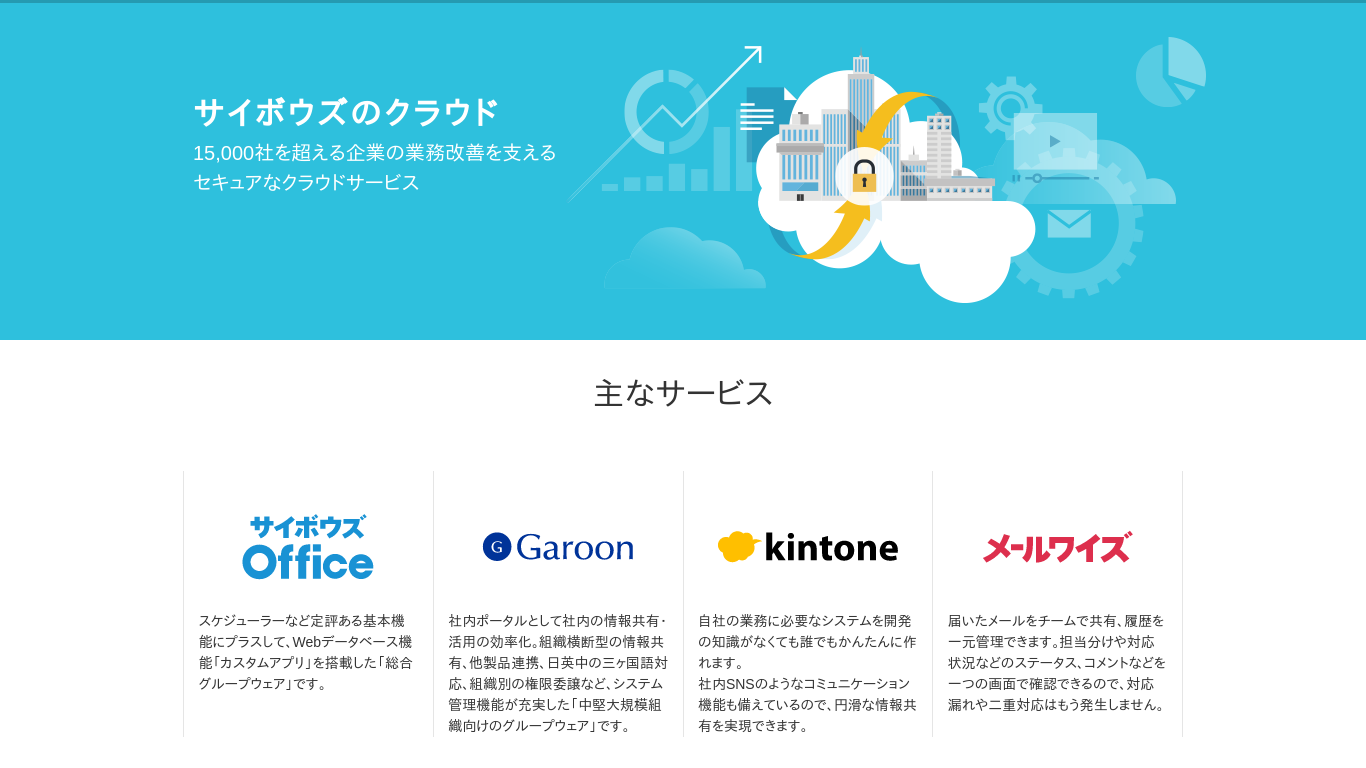 サイボウズのクラウド
15,000社を超える企業の業務改善を支える
セキュアなクラウドサービス
主なサービス
サイボウズ
Office
G Garoon
kintone
メールワイズ
スケジューラーなど定評ある基本機
能にプラスして、Webデータベース機
能「カスタムアプリ」を搭載した「総合
グループウェア」です。
社内ポータルとして社内の情報共有・
活用の効率化。組織横断型の情報共
有、他製品連携、日英中の三ヶ国語対
応、組織別の権限委譲など、システム
管理機能が充実した「中堅大規模組
織向けのグループウェア」です。
自社の業務に必要なシステムを開発
の知識がなくても誰でもかんたんに作
れます。
社内SNSのようなコミュニケーション
機能も備えているので、円滑な情報共
有を実現できます。
届いたメールをチームで共有、履歴を
一元管理できます。担当分けや対応
状況などのステータス、コメントなどを
一つの画面で確認できるので、対応
漏れや二重対応はもう発生しません。